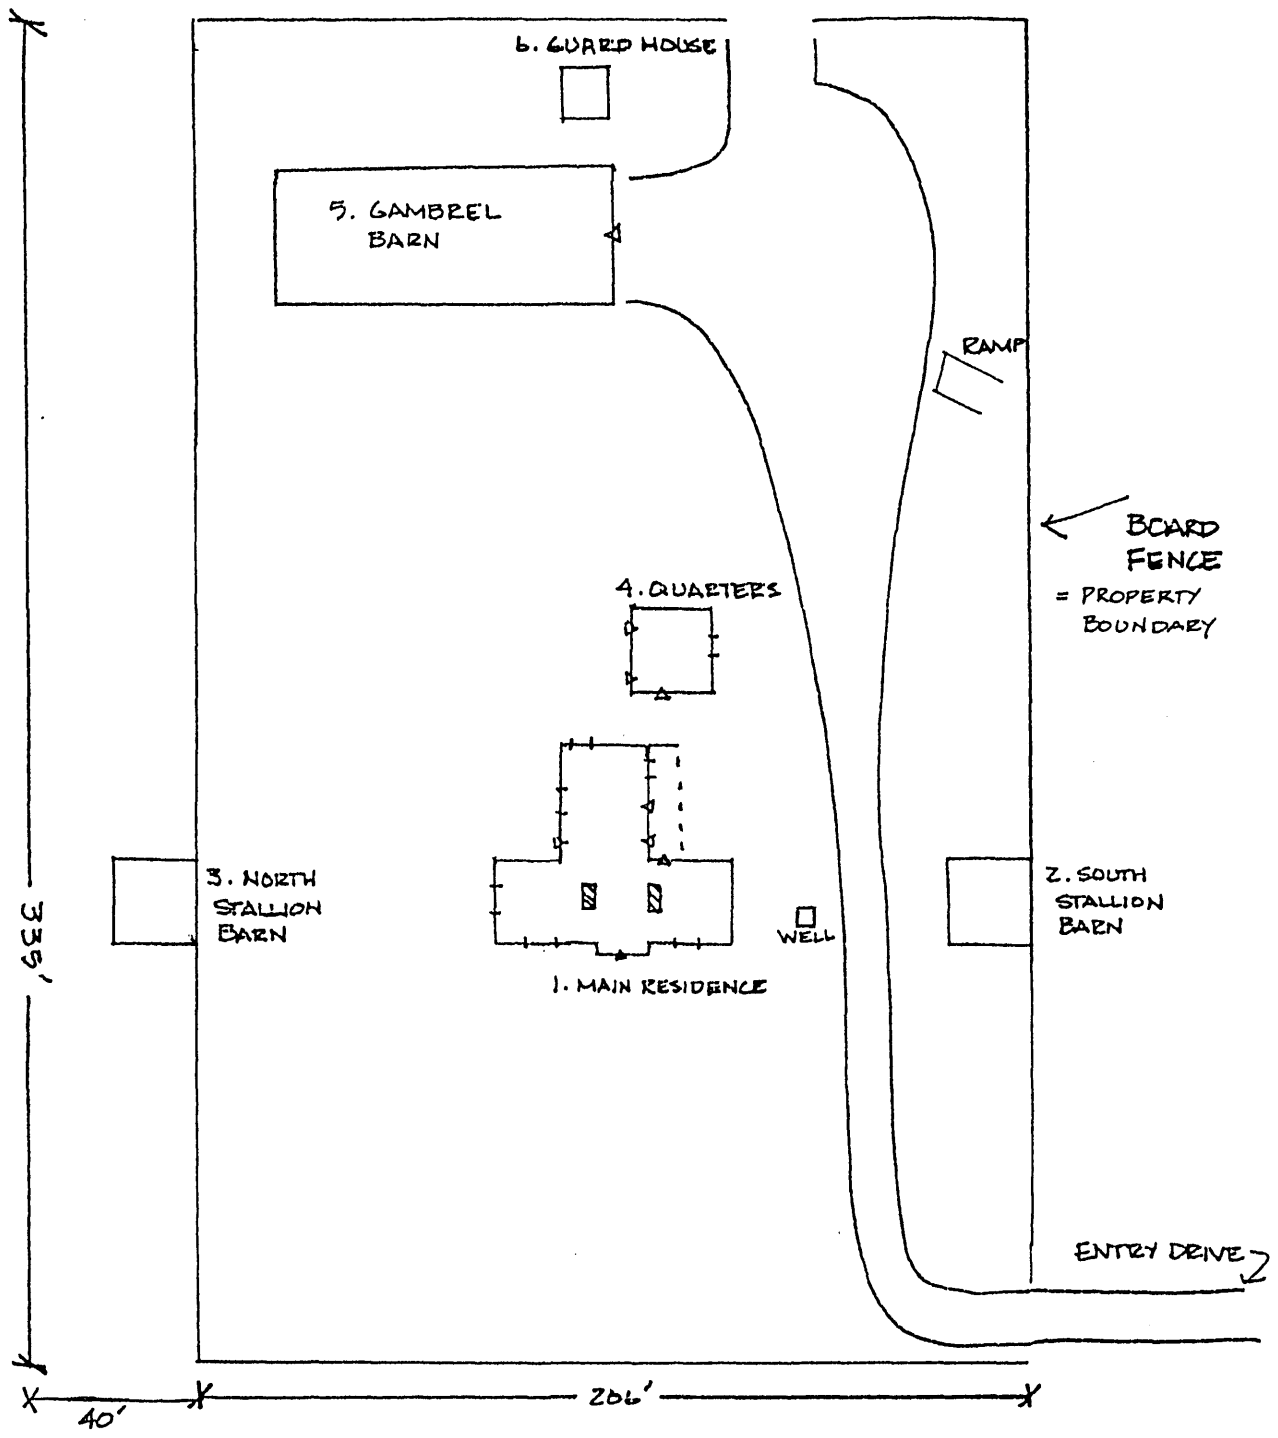 6. GUARD HOUSE
5. GAMBREL
BARN
RAMP
BOARD
FENCE
= PROPERTY
BOUNDARY
4. QUARTERS
3. NORTH
STALLION
BARN
2. SOUTH
STALLION
BARN
WELL
1. MAIN RESIDENCE
335'
ENTRY DRIVE
40'
206'